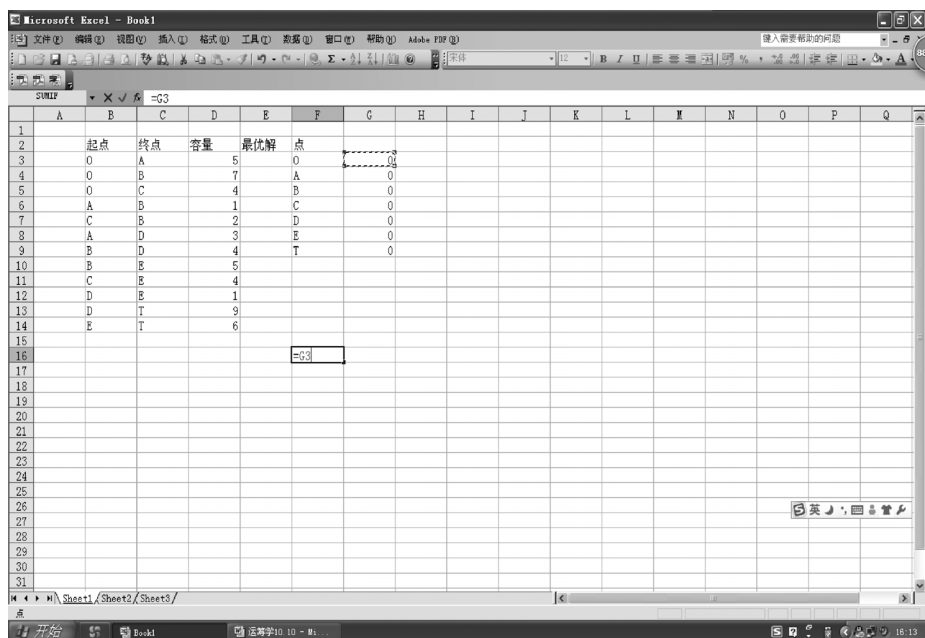 Microsoft Excel - Book1
文件(F) 编辑(E) 视图(V) 插入(I) 格式(O) 工具(T) 数据(D) 窗口(W) 帮助(H) Adobe PDF(B) 键入需要帮助的问题
宋体 12 B I U
SUMIF =G3
A B C D E F G H I J K L M N O P Q
1
2 起点 终点 容量 最优解 点
3 O A 5 O 0
4 O B 7 A 0
5 O C 4 B 0
6 A B 1 C 0
7 C B 2 D 0
8 A D 3 E 0
9 B D 4 T 0
10 B E 5
11 C E 4
12 D E 1
13 D T 9
14 E T 6
15
16 =G3
17
18
19
20
21
22
23
24
25
26
27
28
29
30
31
英
Sheet1 Sheet2 Sheet3
点
开始 Book1 运筹学10.10 - Mi... 16:13